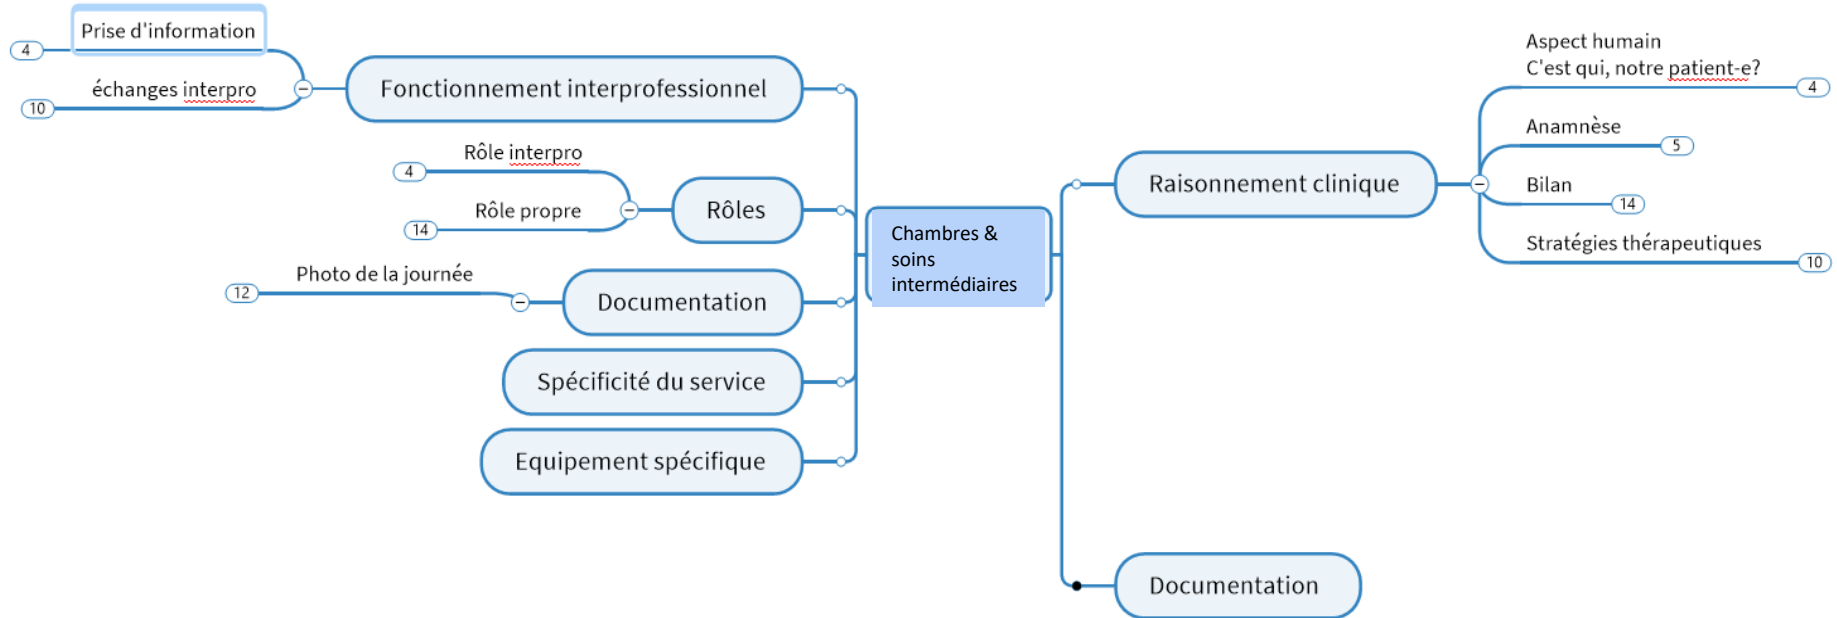 Prise d'information
4
échanges interpro
10
Fonctionnement interprofessionnel
Rôle interpro
4
Rôle propre
14
Rôles
Photo de la journée
12
Documentation
Spécificité du service
Equipement spécifique
Chambres &
soins
intermédiaires
Raisonnement clinique
Aspect humain
C'est qui, notre patient-e?
4
Anamnèse
5
Bilan
14
Stratégies thérapeutiques
10
Documentation